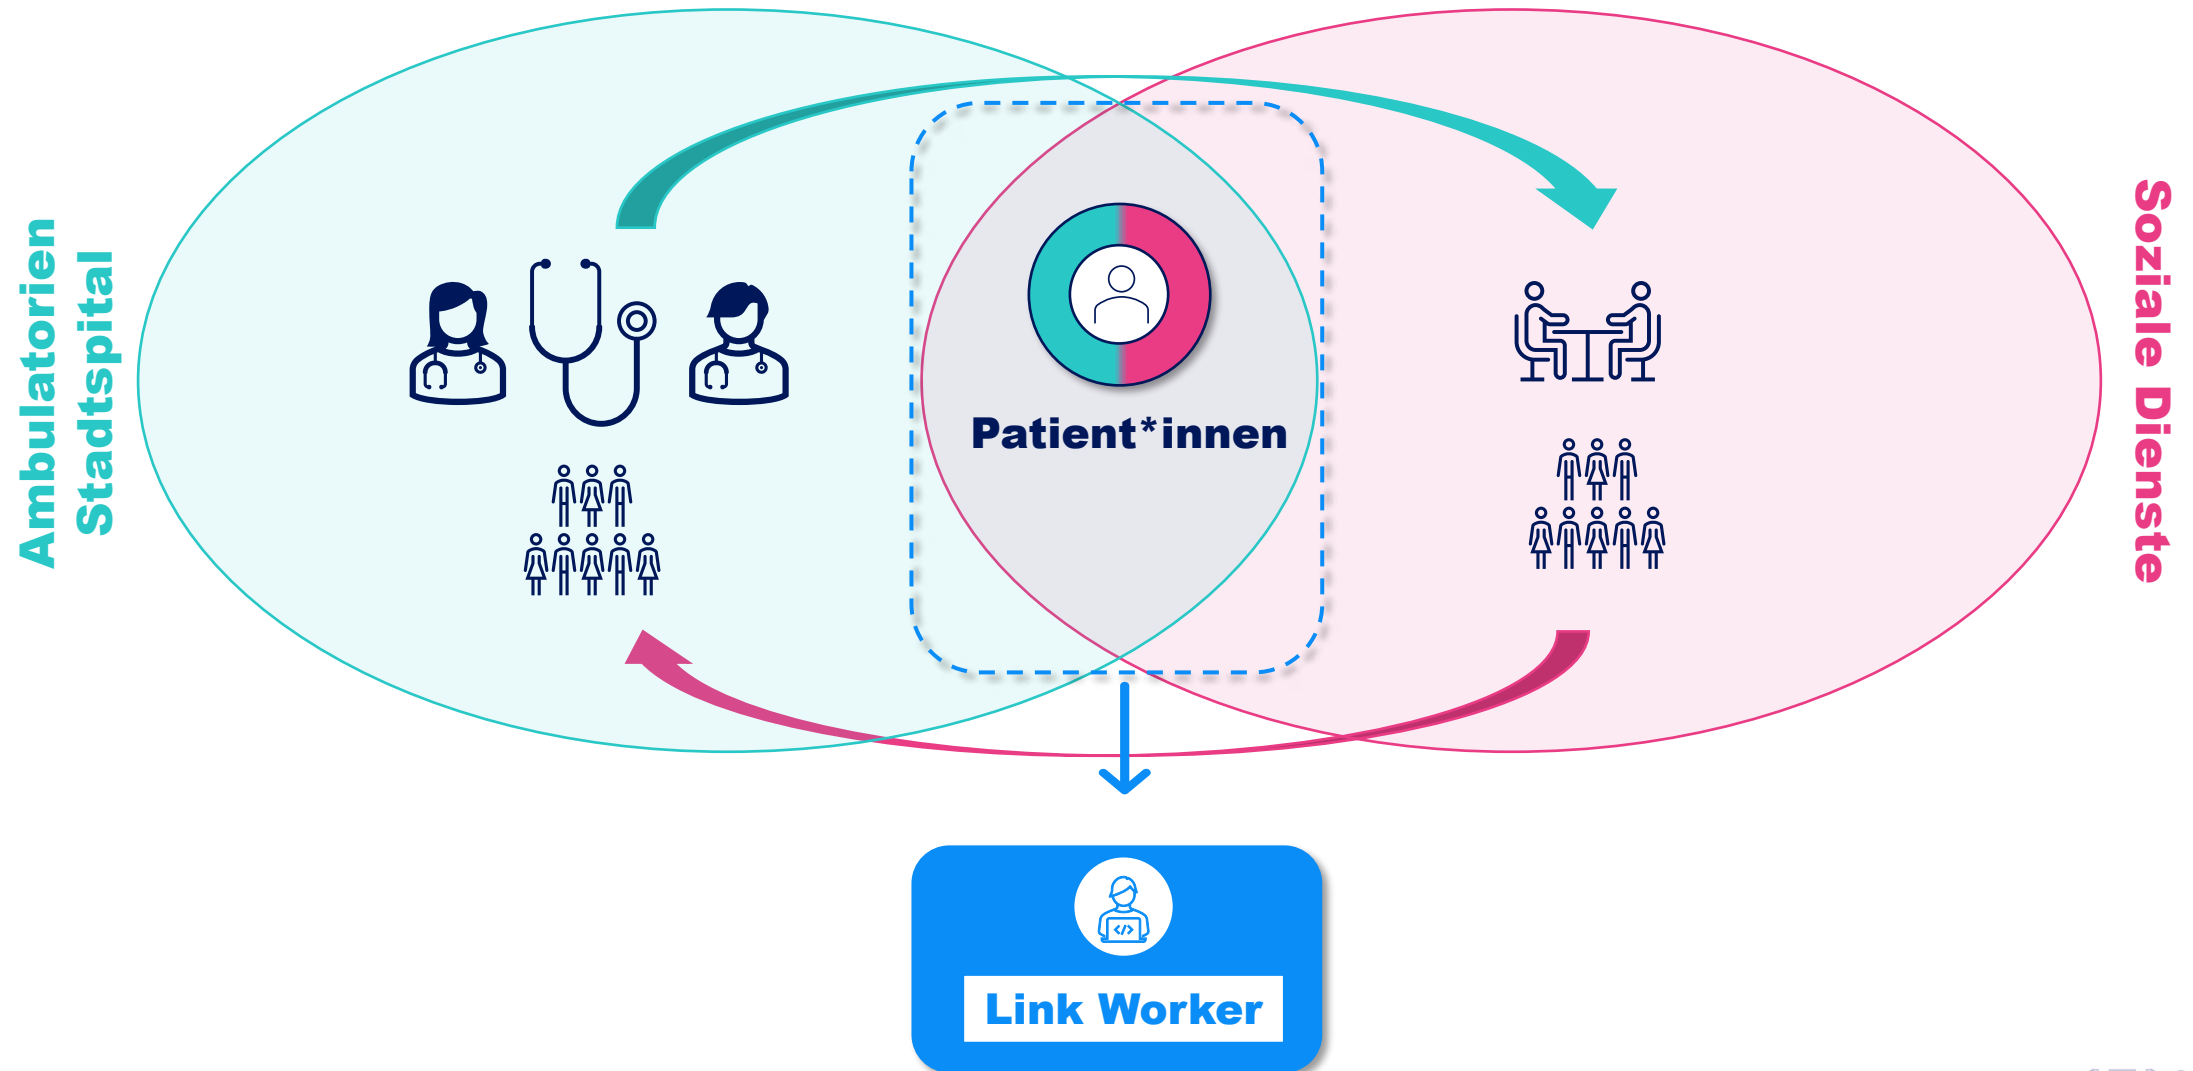 Ambulatorien
Stadtspital
Patient*innen
Soziale Dienste
Link Worker